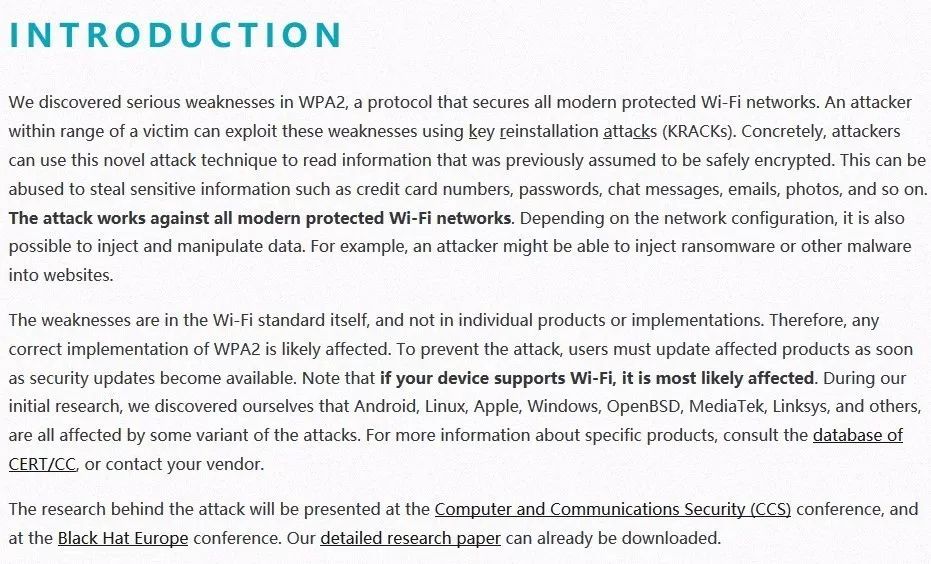 INTRODUCTION
We discovered serious weaknesses in WPA2, a protocol that secures all modern protected Wi-Fi networks. An attacker
within range of a victim can exploit these weaknesses using key reinstallation attacks (KRACKs). Concretely, attackers
can use this novel attack technique to read information that was previously assumed to be safely encrypted. This can be
abused to steal sensitive information such as credit card numbers, passwords, chat messages, emails, photos, and so on.
The attack works against all modern protected Wi-Fi networks. Depending on the network configuration, it is also
possible to inject and manipulate data. For example, an attacker might be able to inject ransomware or other malware
into websites.
The weaknesses are in the Wi-Fi standard itself, and not in individual products or implementations. Therefore, any
correct implementation of WPA2 is likely affected. To prevent the attack, users must update affected products as soon
as security updates become available. Note that if your device supports Wi-Fi, it is most likely affected. During our
initial research, we discovered ourselves that Android, Linux, Apple, Windows, OpenBSD, MediaTek, Linksys, and others,
are all affected by some variant of the attacks. For more information about specific products, consult the database of
CERT/CC, or contact your vendor.
The research behind the attack will be presented at the Computer and Communications Security (CCS) conference, and
at the Black Hat Europe conference. Our detailed research paper can already be downloaded.